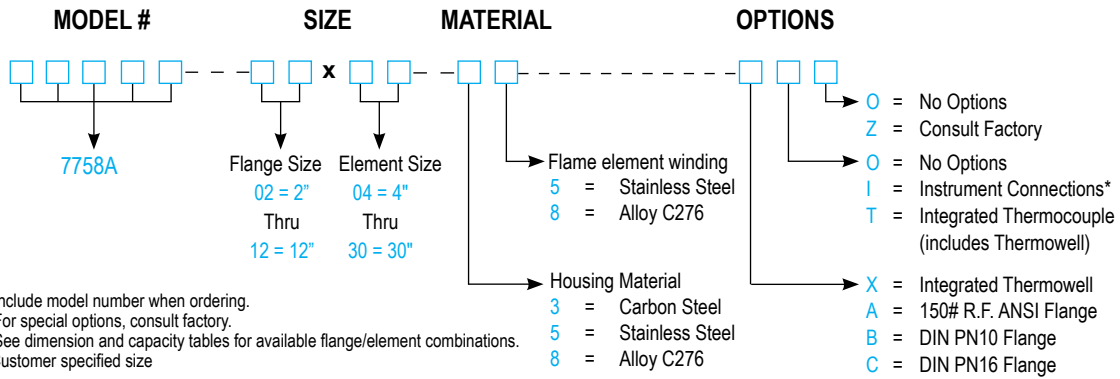 MODEL # SIZE MATERIAL OPTIONS
x
7758A
Flange Size
02 = 2”
Thru
12 = 12”
Element Size
04 = 4"
Thru
30 = 30"
Flame element winding
5 = Stainless Steel
8 = Alloy C276
Housing Material
3 = Carbon Steel
5 = Stainless Steel
8 = Alloy C276
O = No Options
Z = Consult Factory
O = No Options
I = Instrument Connections*
T = Integrated Thermocouple
(includes Thermowell)
X = Integrated Thermowell
A = 150# R.F. ANSI Flange
B = DIN PN10 Flange
C = DIN PN16 Flange
model number when ordering.
special options, consult factory.
See dimension and capacity tables for available flange/element combinations.
specified size